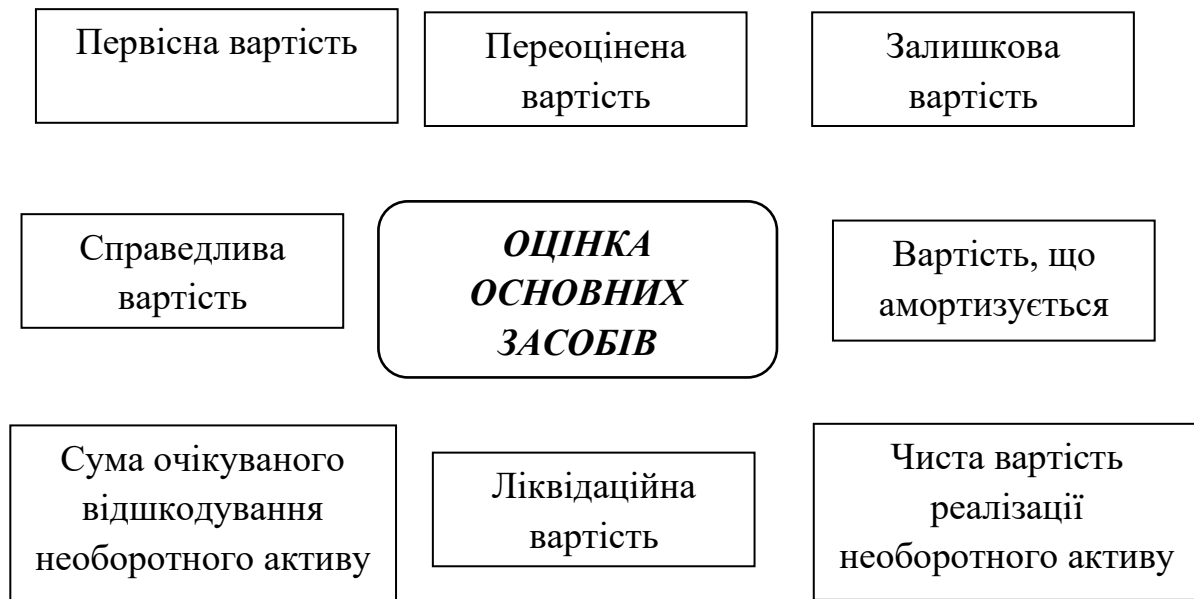 Первісна вартість
Переоцінена
вартість
Залишкова
вартість
Справедлива
вартість
ОЦІНКА
ОСНОВНИХ
ЗАСОБІВ
Вартість, що
амортизується
Сума очікуваного
відшкодування
необоротного активу
Ліквідаційна
вартість
Чиста вартість
реалізації
необоротного активу